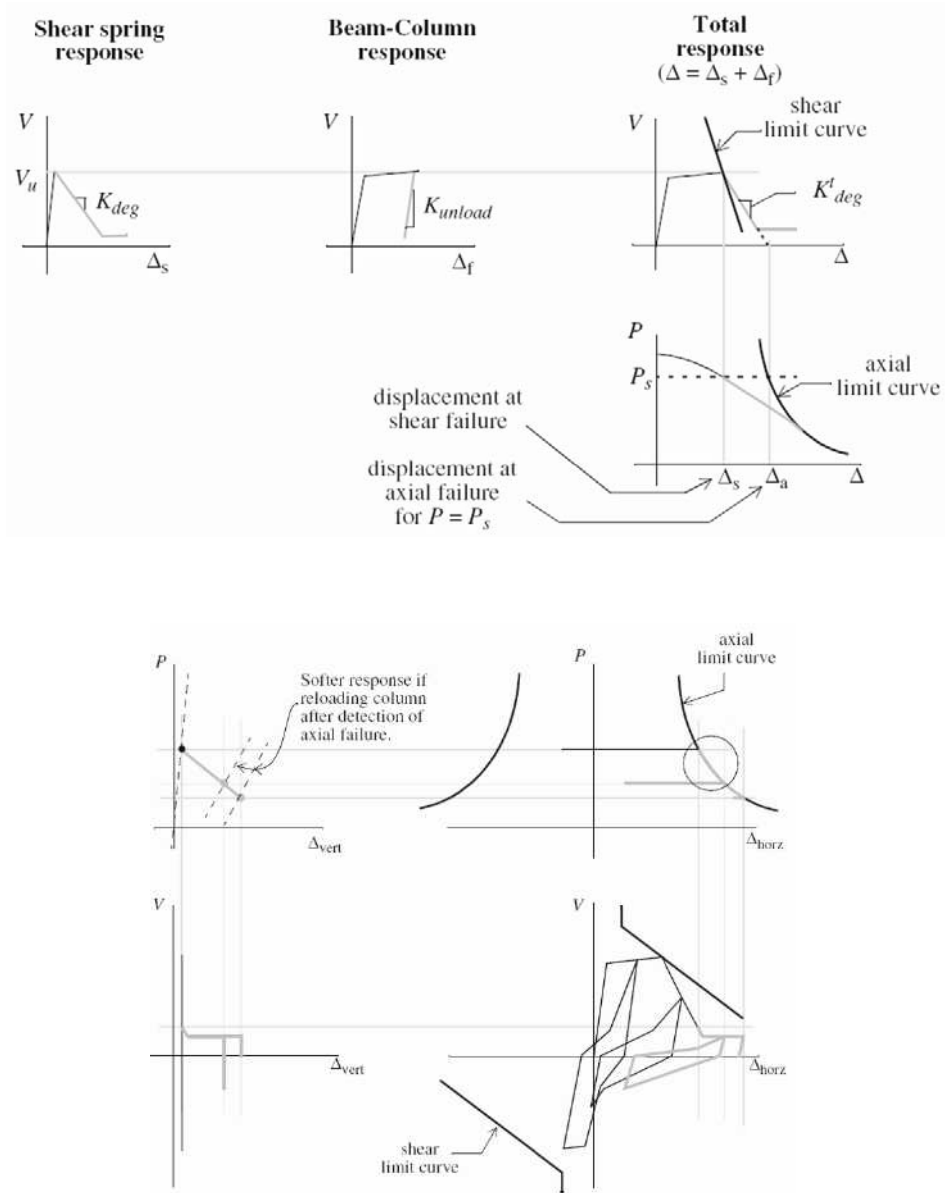 Shear spring
response
Beam-Column
response
Total
response
(Δ = Δs + Δf)
V
Vu
Kdeg
Δs
V
Kunload
Δf
V
shear
limit curve
K^t deg
Δ
P
Ps
axial
limit curve
displacement at
shear failure
displacement at
axial failure
for P = Ps
Δs
Δa
Δ
P
Softer response if
reloading column
after detection of
axial failure.
Δvert
P
axial
limit curve
Δhorz
V
Δvert
V
Δhorz
shear
limit curve